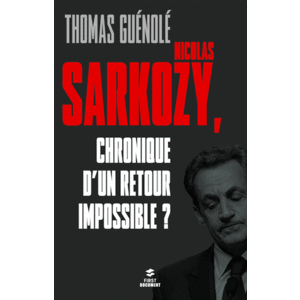 THOMAS GUÉNOLÉ
NICOLAS
SARKOZY,
CHRONIQUE
D'UN RETOUR
IMPOSSIBLE ?
FIRST
DOCUMENT